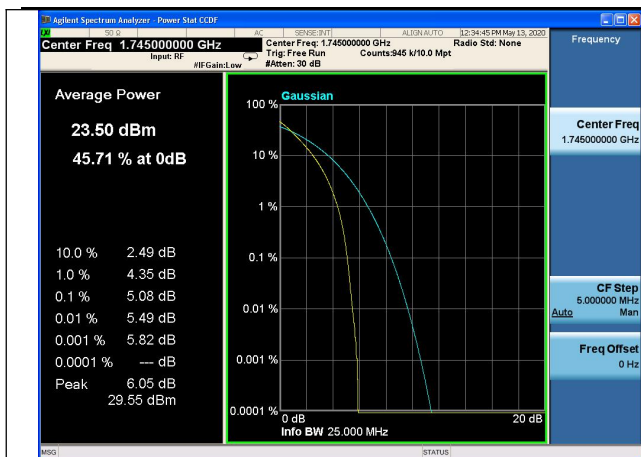 Agilent Spectrum Analyzer - Power Stat CCDF
50 Ω AC SENSE:INT ALIGN AUTO 12:34:45 PM May 13, 2020
Center Freq 1.745000000 GHz
Input: RF
#IFGain:Low
Center Freq: 1.745000000 GHz
Trig: Free Run Counts:945 k/10.0 Mpt
#Atten: 30 dB
Radio Std: None
Frequency
Average Power
23.50 dBm
45.71 % at 0dB
10.0 % 2.49 dB
1.0 % 4.35 dB
0.1 % 5.08 dB
0.01 % 5.49 dB
0.001 % 5.82 dB
0.0001 % --- dB
Peak 6.05 dB
29.55 dBm
Gaussian
100 %
10 %
1 %
0.1 %
0.01 %
0.001 %
0.0001 %
0 dB 20 dB
Info BW 25.000 MHz
Center Freq
1.745000000 GHz
CF Step
5.000000 MHz
Auto Man
Freq Offset
0 Hz
MSG STATUS